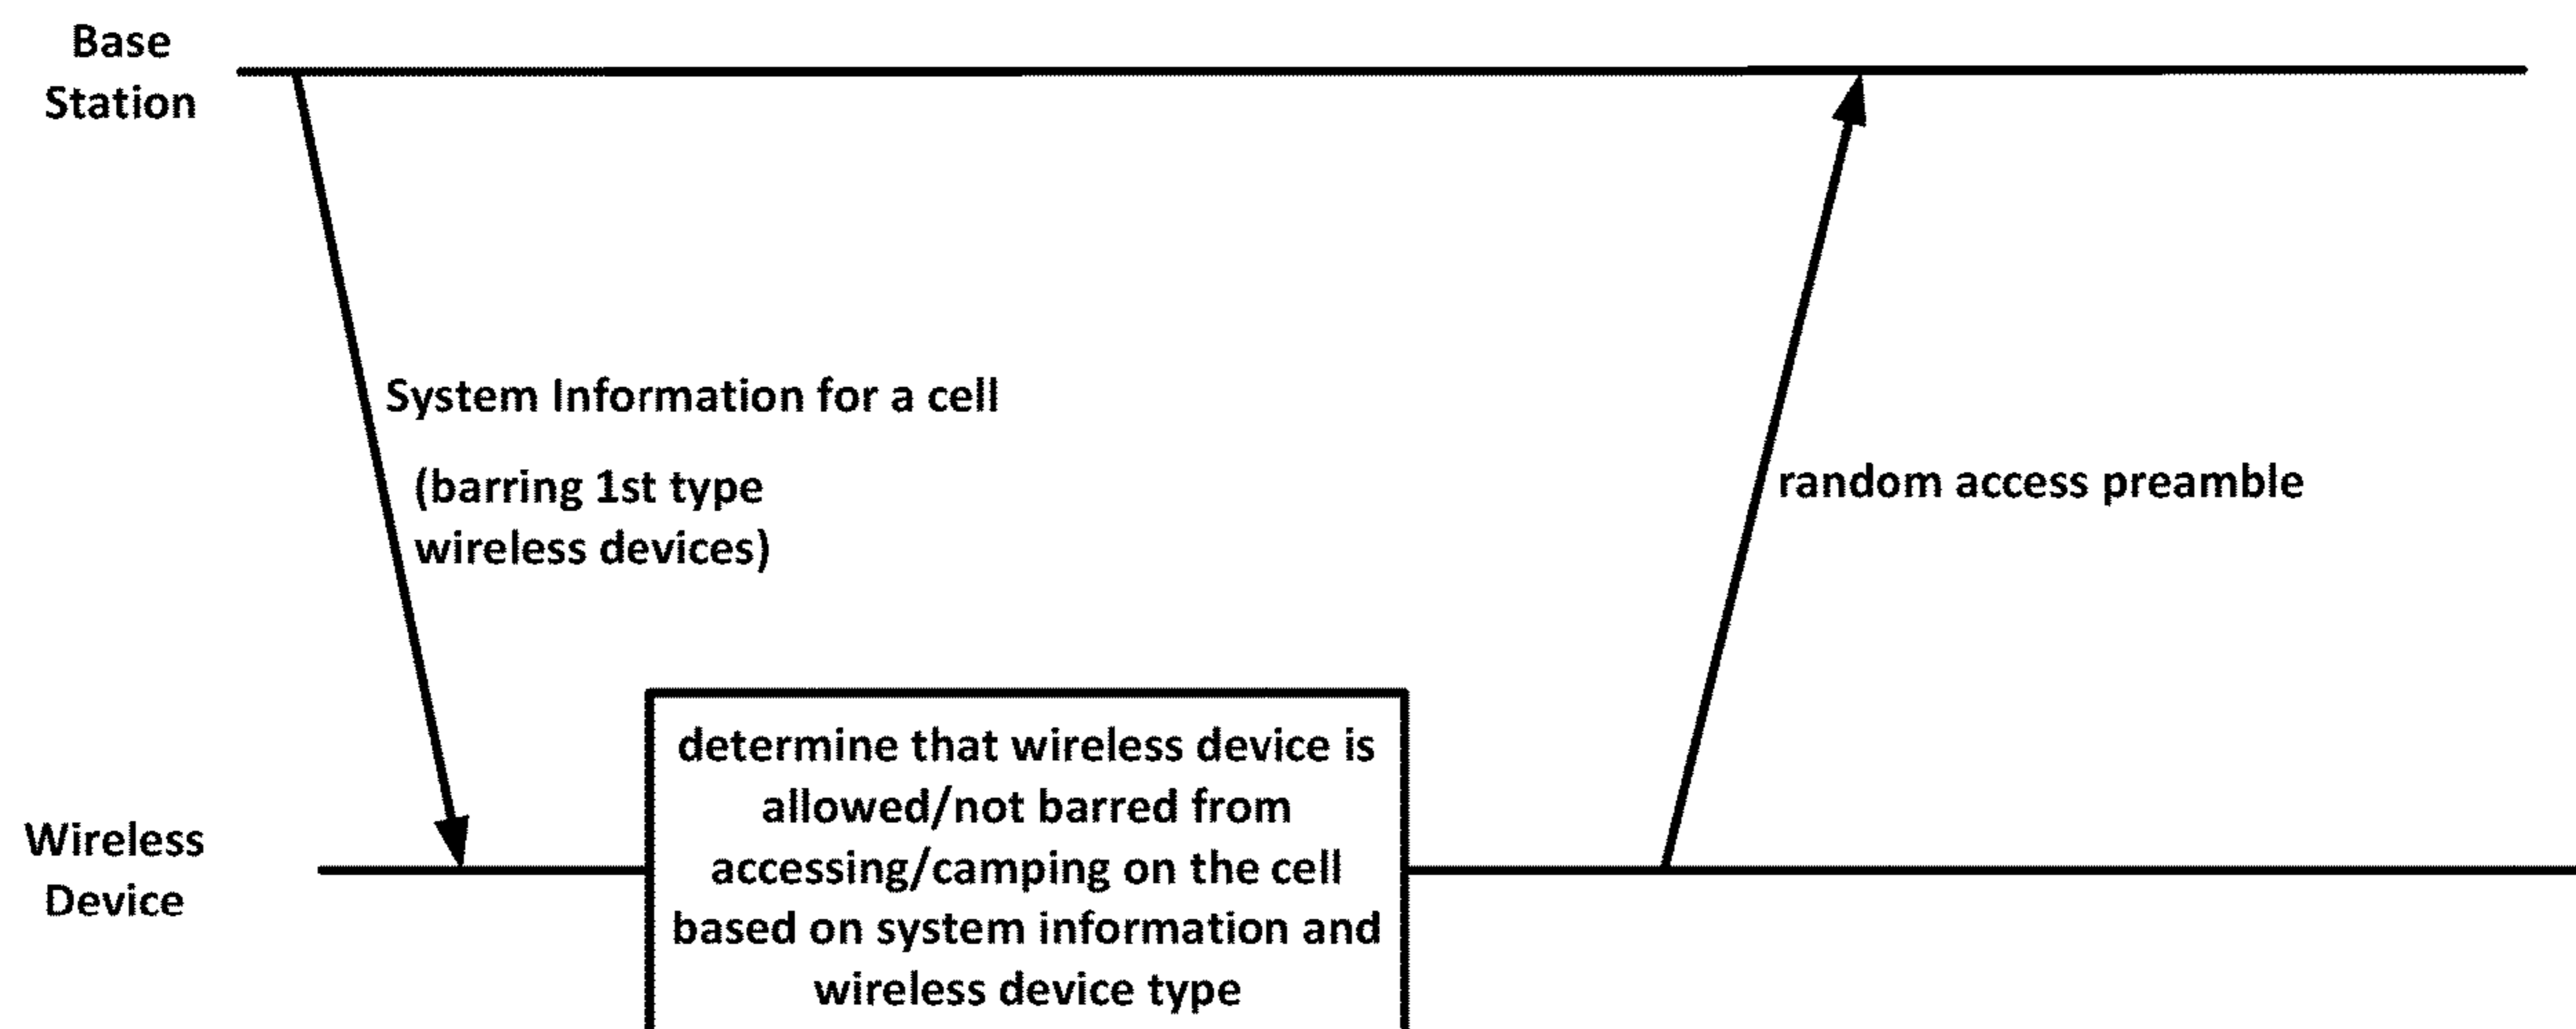 Base
Station
System Information for a cell
(barring 1st type
wireless devices)
random access preamble
Wireless
Device
determine that wireless device is
allowed/not barred from
accessing/camping on the cell
based on system information and
wireless device type